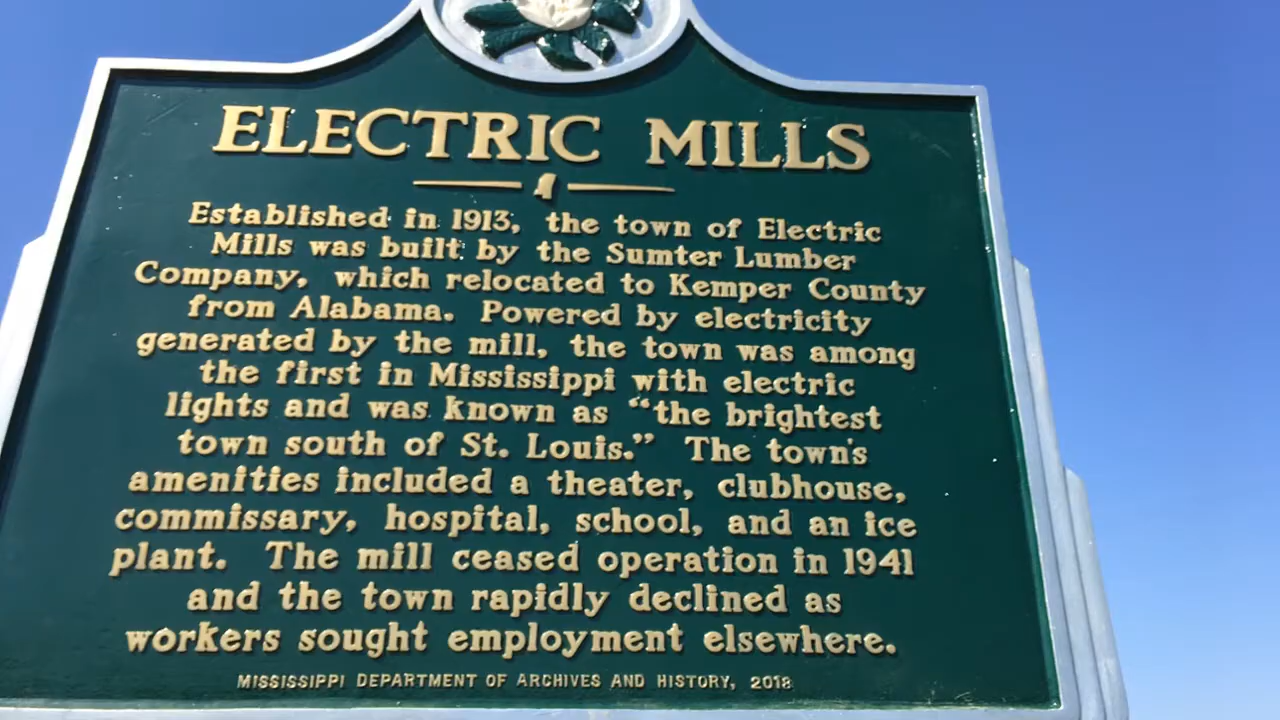 ELECTRIC MILLS
Established in 1913, the town of Electric
Mills was built by the Sumter Lumber
Company, which relocated to Kemper County
from Alabama. Powered by electricity
generated by the mill, the town was among
the first in Mississippi with electric
lights and was known as “the brightest
town south of St. Louis.” The town's
amenities included a theater, clubhouse,
commissary, hospital, school, and an ice
plant. The mill ceased operation in 1941
and the town rapidly declined as
workers sought employment elsewhere.
MISSISSIPPI DEPARTMENT OF ARCHIVES AND HISTORY, 2018